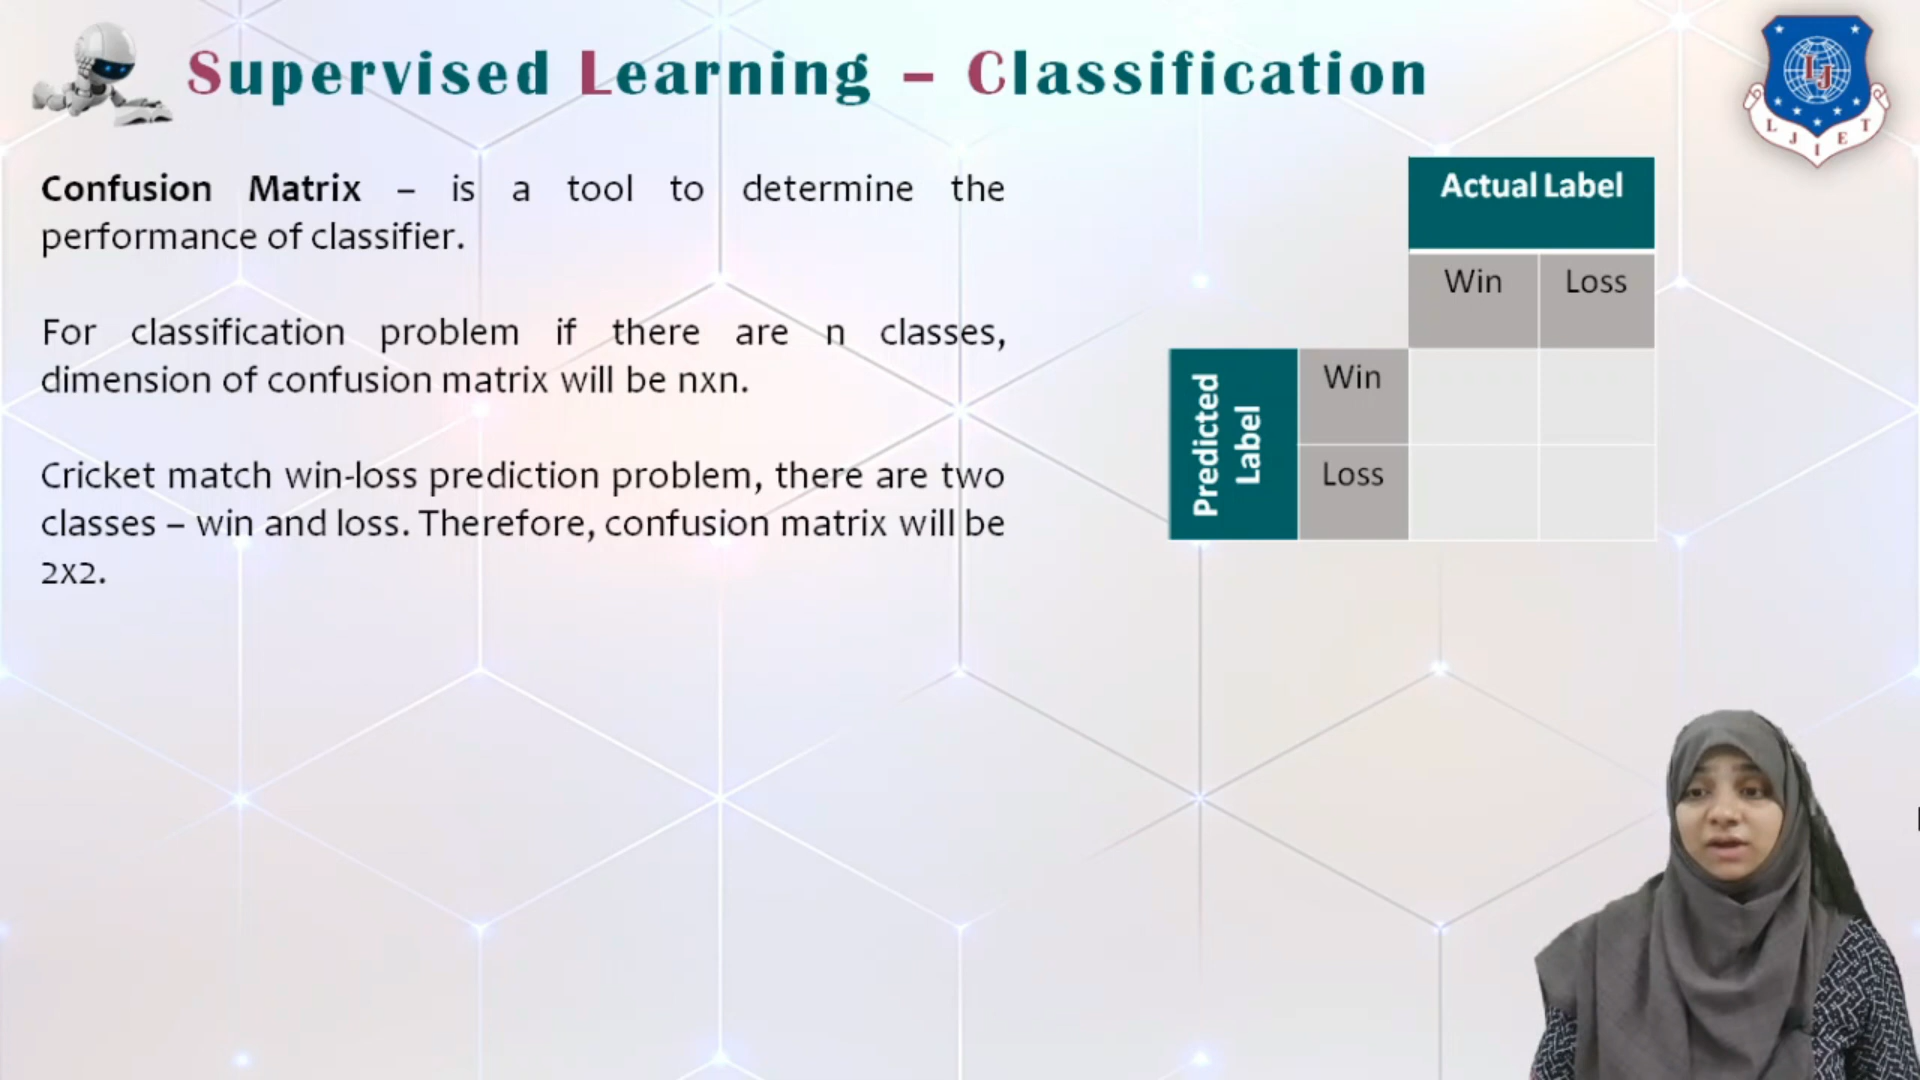 Supervised Learning – Classification
LJIET
LJ
Confusion Matrix – is a tool to determine the
performance of classifier.
For classification problem if there are n classes,
dimension of confusion matrix will be nxn.
Cricket match win-loss prediction problem, there are two
classes – win and loss. Therefore, confusion matrix will be
2x2.
Actual Label
Win Loss
Predicted
Label
Win
Loss